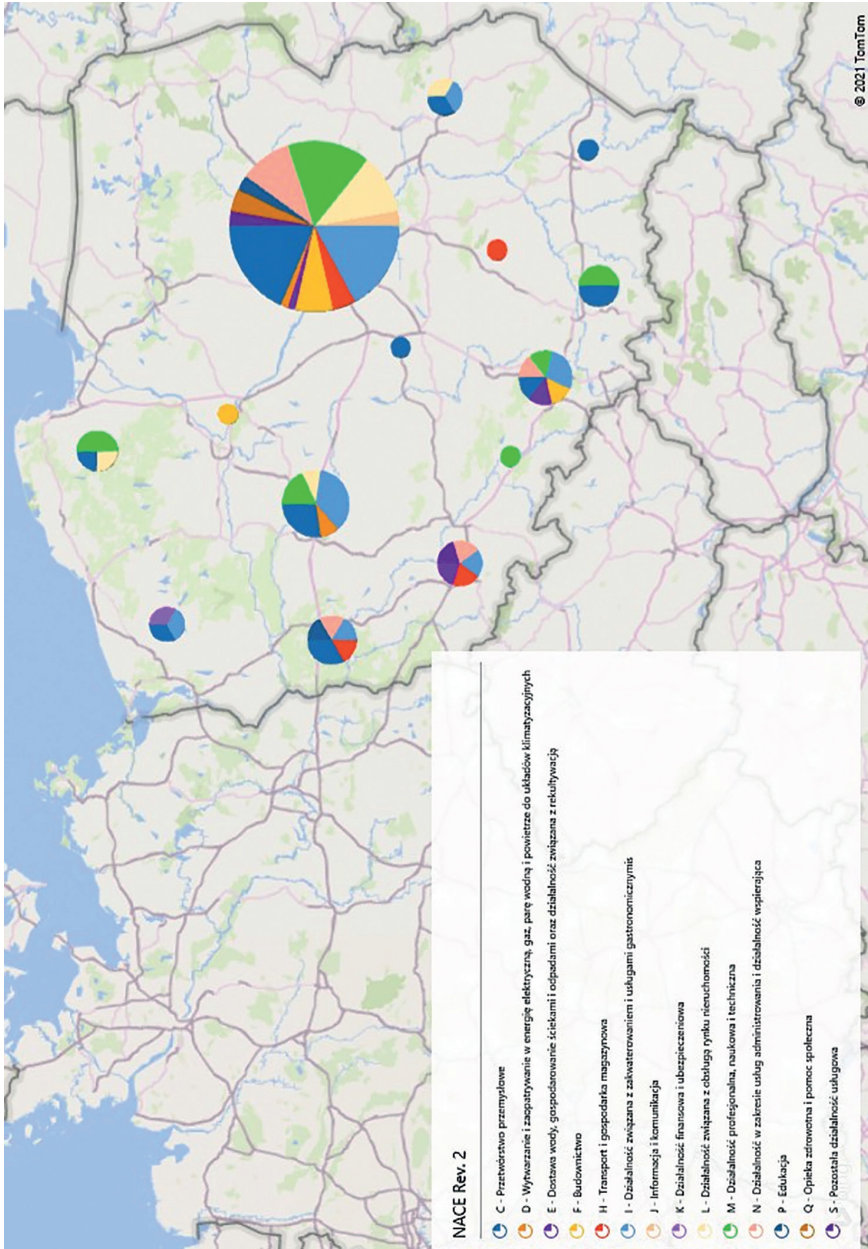 © 2021 TomTom
NACE Rev. 2
C - Przetwórstwo przemysłowe
D - Wytwarzanie i zaopatrywanie w energię elektryczną, gaz, parę wodną i powietrze do układów klimatyzacyjnych
E - Dostawa wody, gospodarowanie ściekami i odpadami oraz działalność związana z rekultywacją
F - Budownictwo
H - Transport i gospodarka magazynowa
I - Działalność związana z zakwaterowaniem i usługami gastronomicznymis
J - Informacja i komunikacja
K - Działalność finansowa i ubezpieczeniowa
L - Działalność związana z obsługą rynku nieruchomości
M - Działalność profesjonalna, naukowa i techniczna
N - Działalność w zakresie usług administrowania i działalność wspierająca
P - Edukacja
Q - Opieka zdrowotna i pomoc społeczna
S - Pozostała działalność usługowa